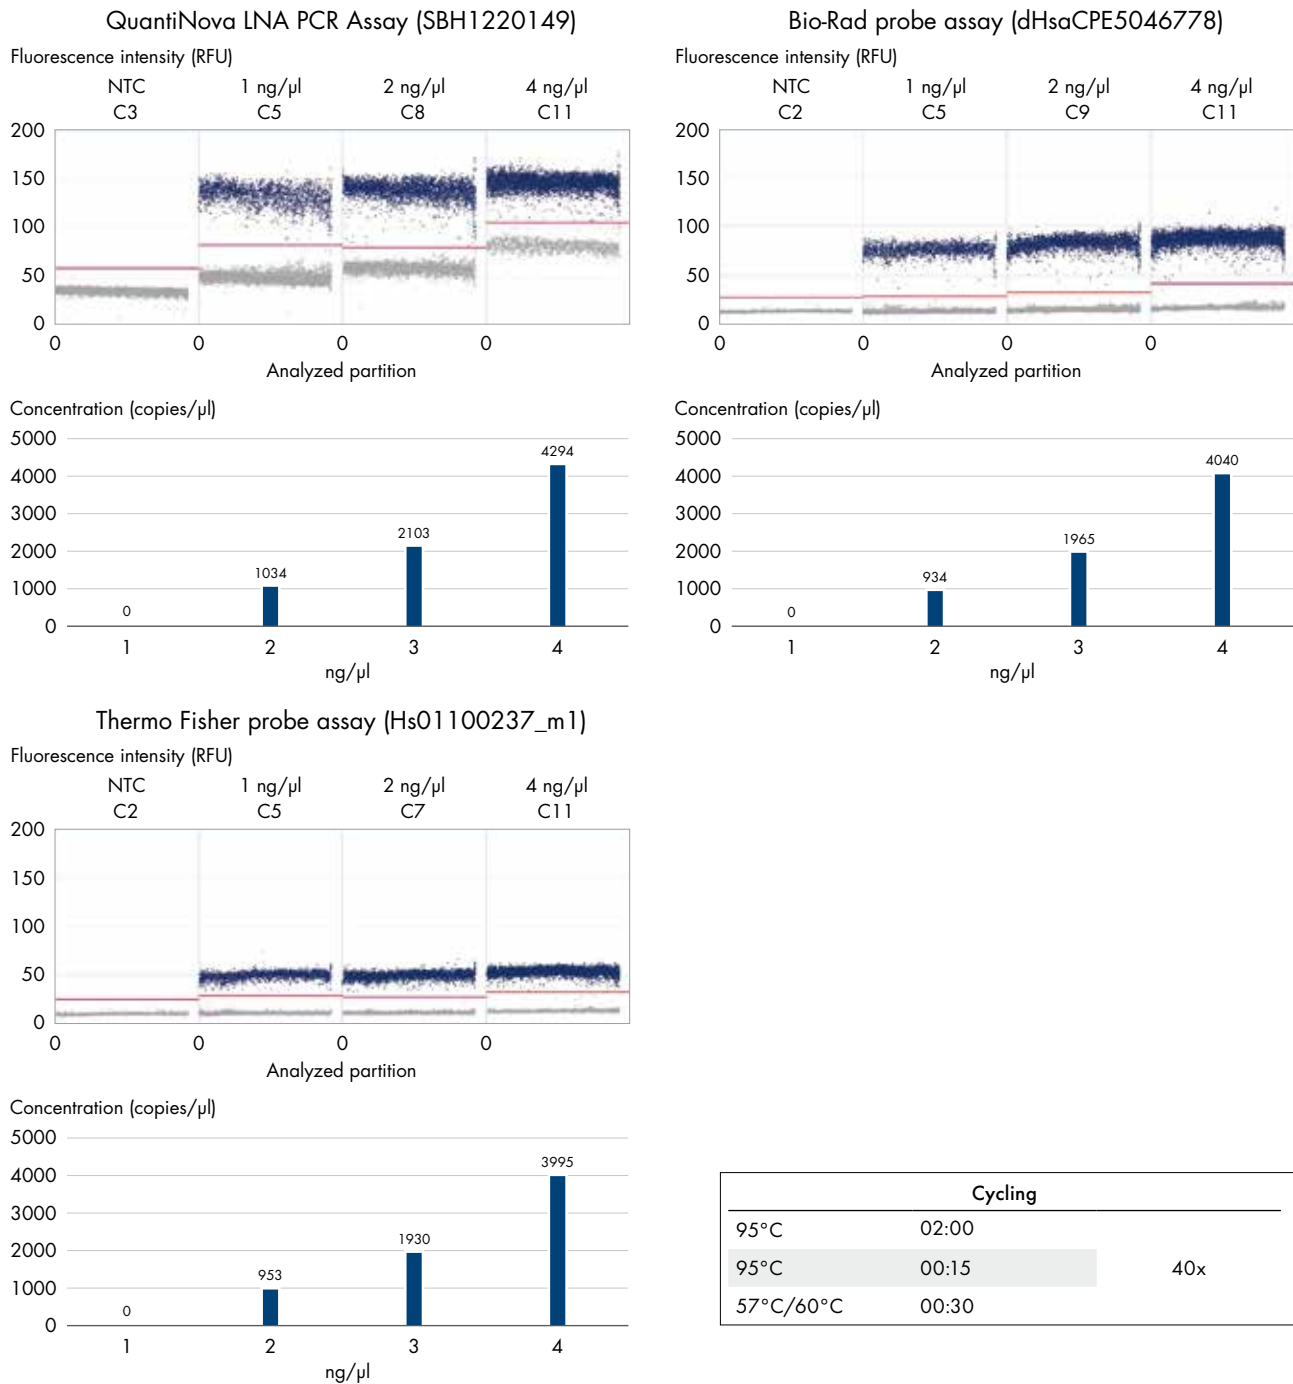 QuantiNova LNA PCR Assay (SBH1220149)
Fluorescence intensity (RFU)
NTC 1 ng/µl 2 ng/µl 4 ng/µl
C3 C5 C8 C11
200
150
100
50
0
0 0 0 0
Analyzed partition
Concentration (copies/µl)
5000
4000
3000
2000
1000
0
0 1034 2103 4294
1 2 3 4
ng/µl
Bio-Rad probe assay (dHsaCPE5046778)
Fluorescence intensity (RFU)
NTC 1 ng/µl 2 ng/µl 4 ng/µl
C2 C5 C9 C11
200
150
100
50
0
0 0 0 0
Analyzed partition
Concentration (copies/µl)
5000
4000
3000
2000
1000
0
0 934 1965 4040
1 2 3 4
ng/µl
Thermo Fisher probe assay (Hs01100237_m1)
Fluorescence intensity (RFU)
NTC 1 ng/µl 2 ng/µl 4 ng/µl
C2 C5 C7 C11
200
150
100
50
0
0 0 0 0
Analyzed partition
Concentration (copies/µl)
5000
4000
3000
2000
1000
0
0 953 1930 3995
1 2 3 4
ng/µl
Cycling
95°C 02:00
95°C 00:15 40x
57°C/60°C 00:30